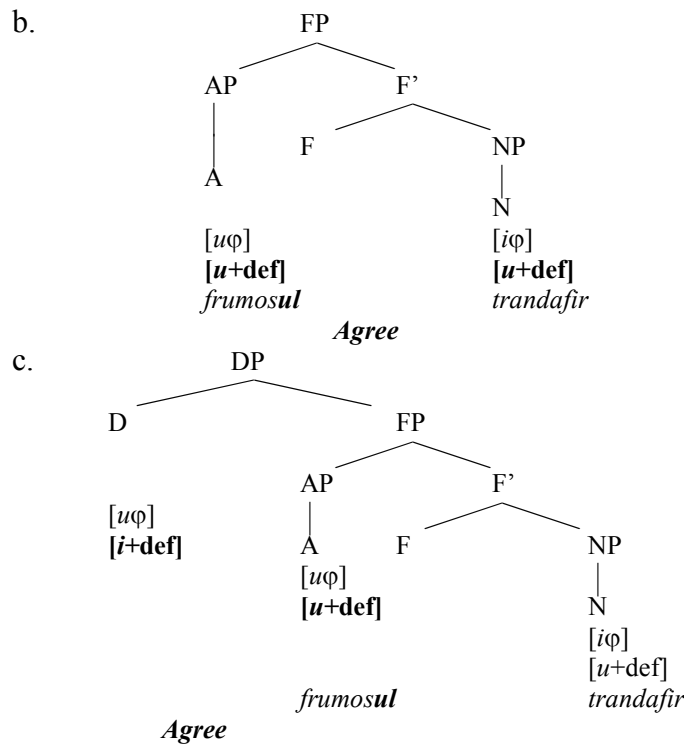 b.
FP
AP F’
F NP
A
N
[uφ] [iφ]
[u+def] [u+def]
frumosul trandafir
Agree
c.
DP
D FP
AP F’
[uφ]
[i+def] A F NP
[uφ]
[u+def] N
[iφ]
[u+def]
frumosul trandafir
Agree